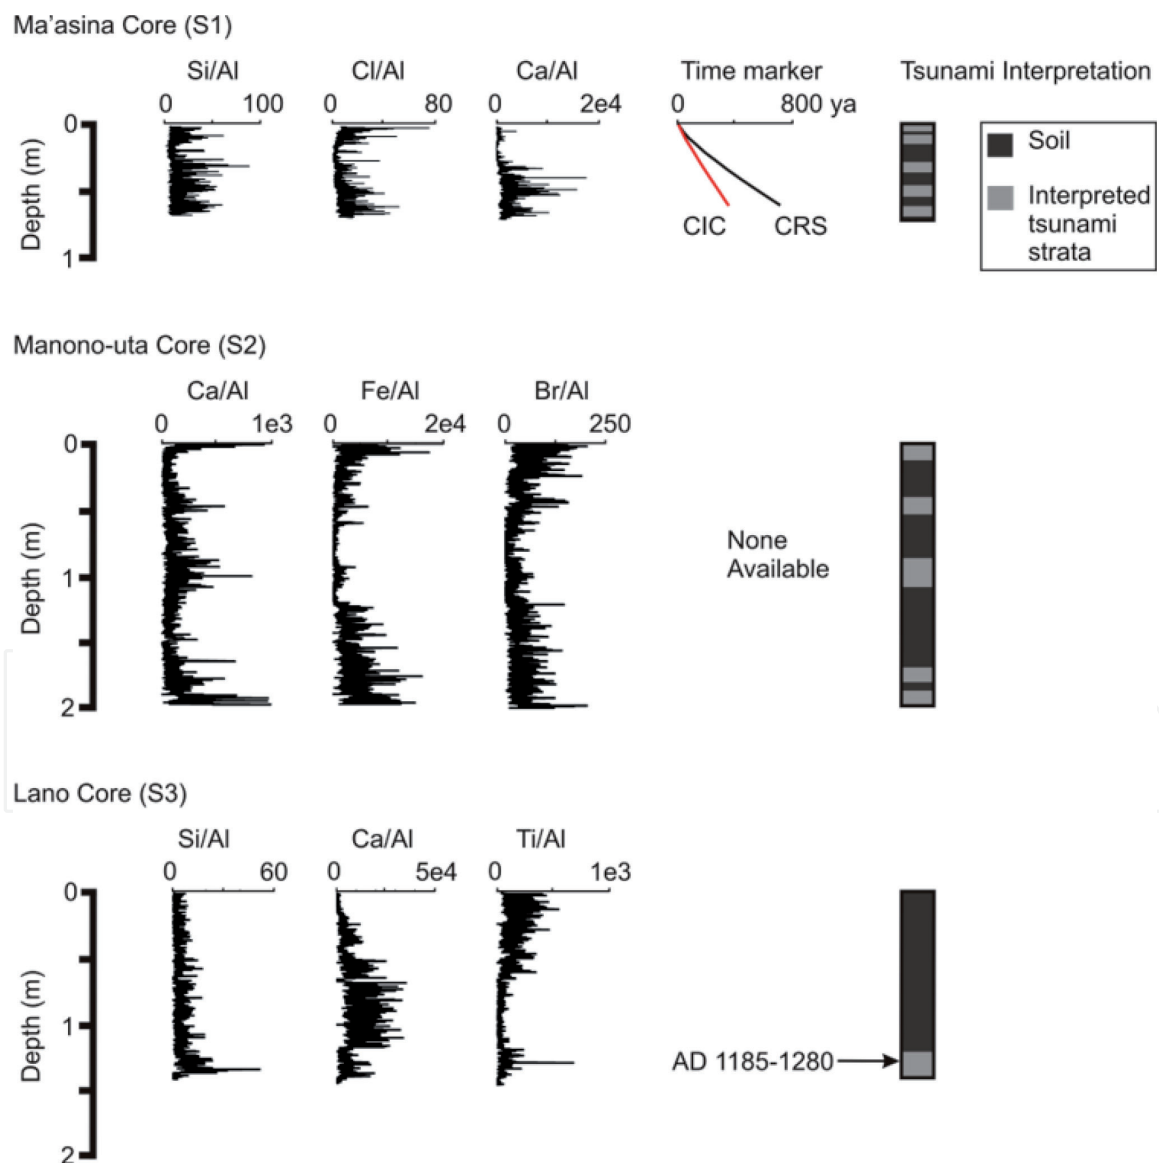 Ma'asina Core (S1)
Si/Al Cl/Al Ca/Al Time marker Tsunami Interpretation
0 100 0 80 0 2e4 0 800 ya
0
Depth (m)
1
CIC CRS
Soil
Interpreted
tsunami
strata
Manono-uta Core (S2)
Ca/Al Fe/Al Br/Al
0 1e3 0 2e4 0 250
0
Depth (m)
1
2
None
Available
Lano Core (S3)
Si/Al Ca/Al Ti/Al
0 60 0 5e4 0 1e3
0
Depth (m)
1
2
AD 1185-1280